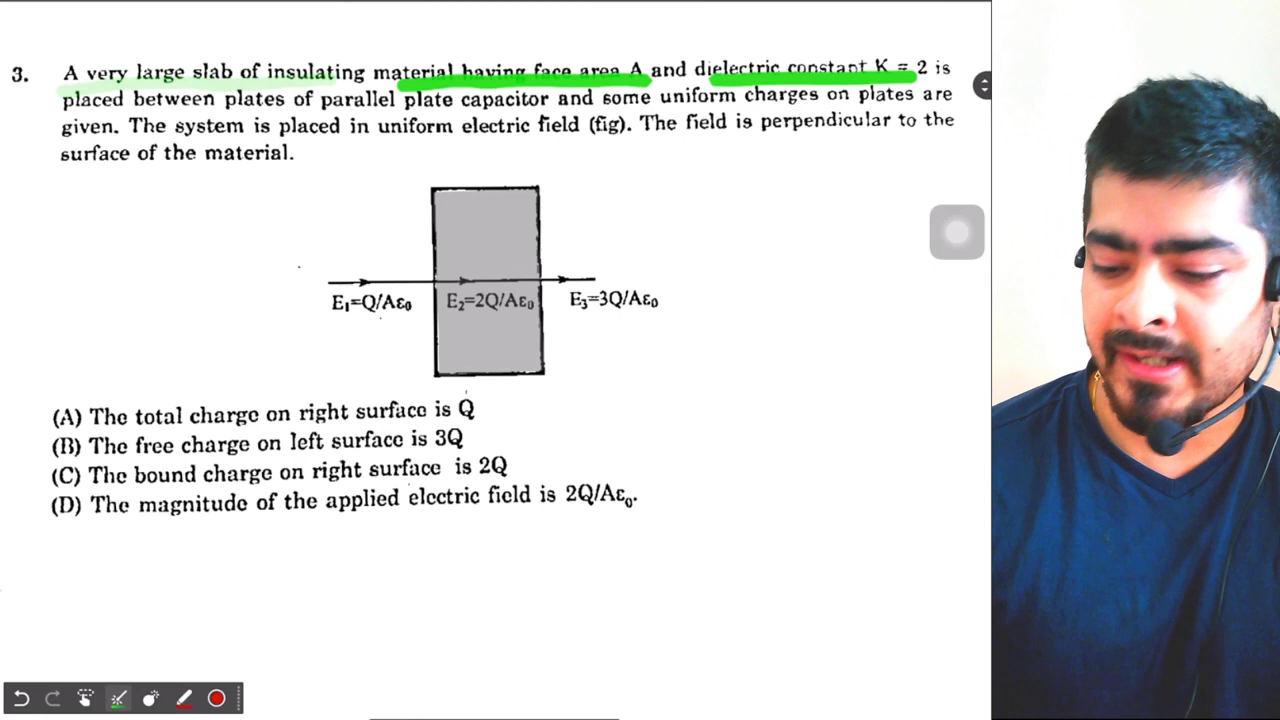 3. A very large slab of insulating material having face area A and dielectric constant K = 2 is
placed between plates of parallel plate capacitor and some uniform charges on plates are
given. The system is placed in uniform electric field (fig). The field is perpendicular to the
surface of the material.
E₁=Q/Aε₀ E₂=2Q/Aε₀ E₃=3Q/Aε₀
(A) The total charge on right surface is Q
(B) The free charge on left surface is 3Q
(C) The bound charge on right surface is 2Q
(D) The magnitude of the applied electric field is 2Q/Aε₀.